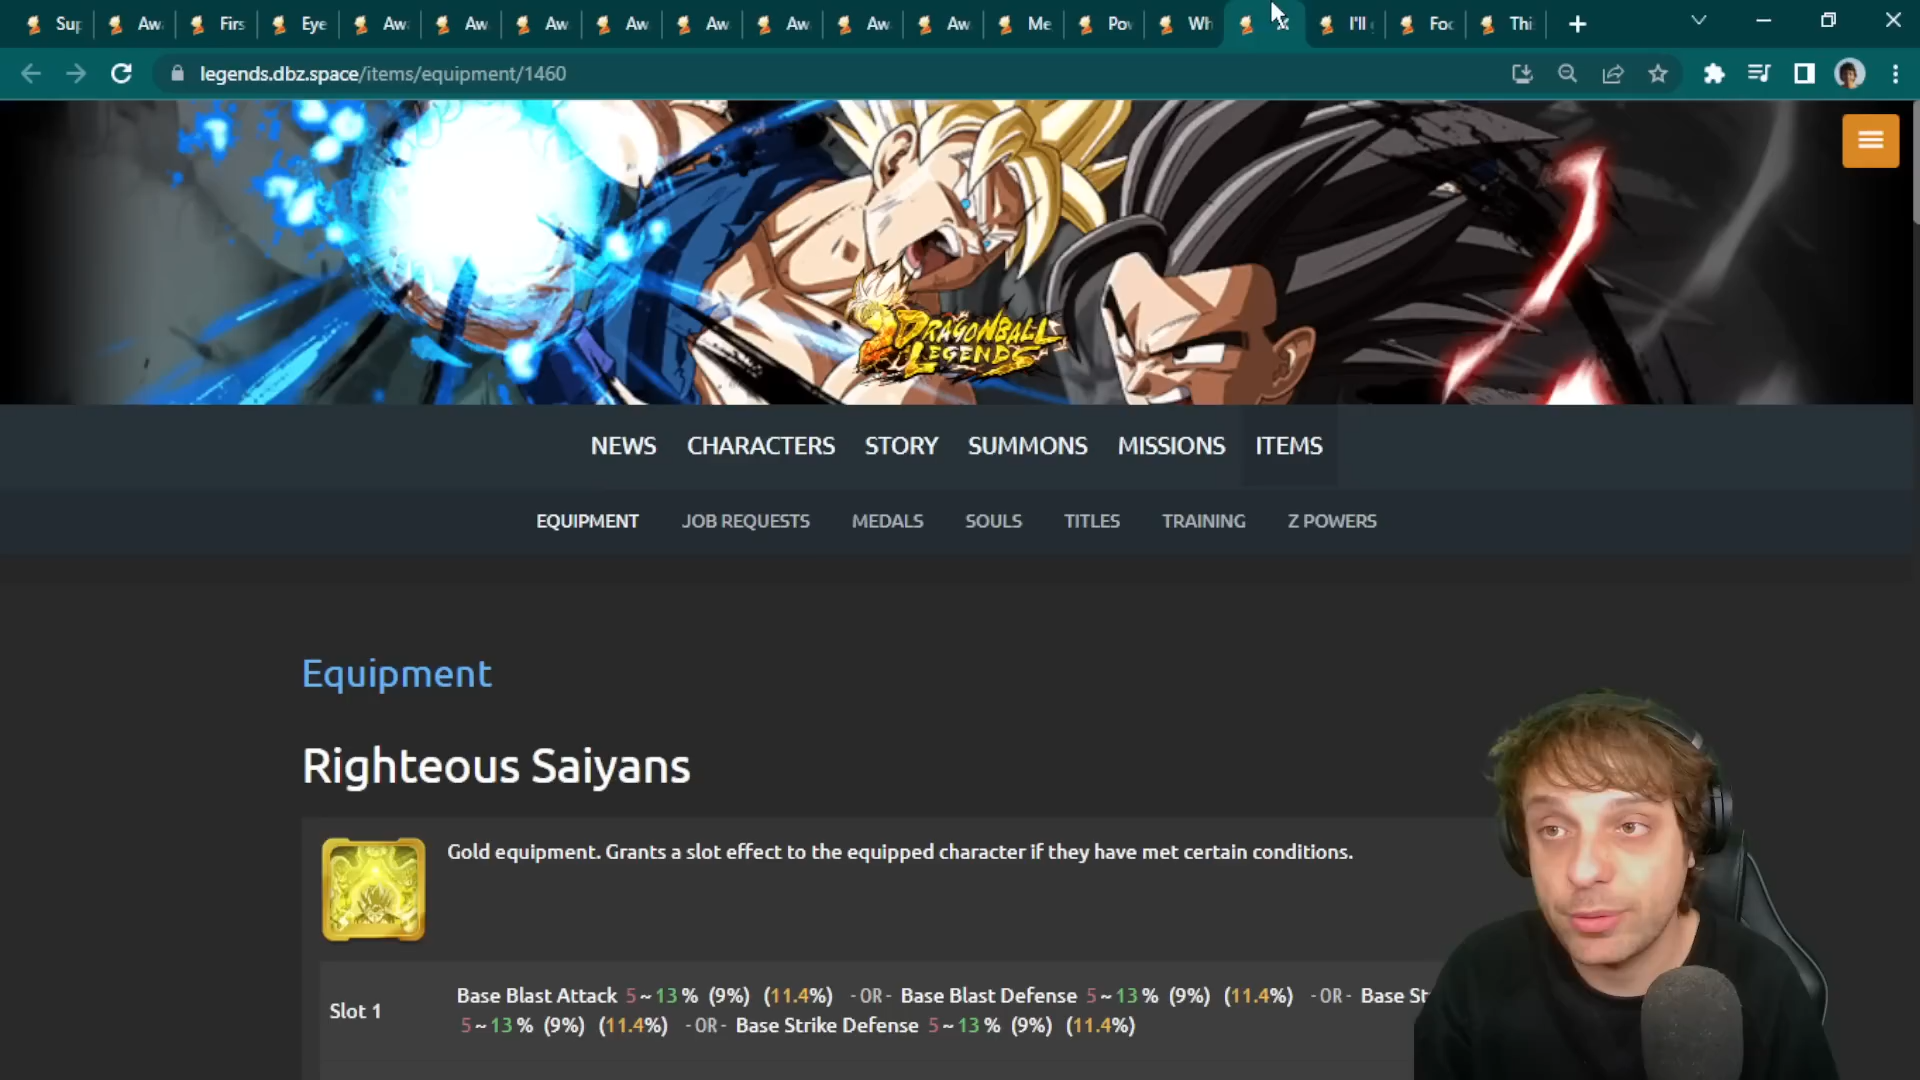 Sup Aw First Eye Aw Aw Aw Aw Aw Aw Aw Aw Me Pow Wh I'll Foc Thi
legends.dbz.space/items/equipment/1460
DRAGONBALL
LEGENDS
NEWS CHARACTERS STORY SUMMONS MISSIONS ITEMS
EQUIPMENT JOB REQUESTS MEDALS SOULS TITLES TRAINING Z POWERS
Equipment
Righteous Saiyans
Gold equipment. Grants a slot effect to the equipped character if they have met certain conditions.
Slot 1
Base Blast Attack 5 ~ 13 % (9%) (11.4%) - OR - Base Blast Defense 5 ~ 13 % (9%) (11.4%) - OR - Base St
5 ~ 13 % (9%) (11.4%) - OR - Base Strike Defense 5 ~ 13 % (9%) (11.4%)